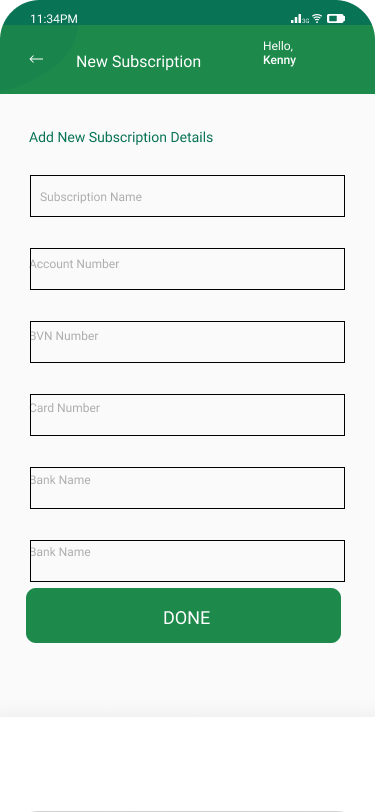 11:34PM
3G
Hello,
Kenny
← New Subscription
Add New Subscription Details
Subscription Name
Account Number
BVN Number
Card Number
Bank Name
Bank Name
DONE